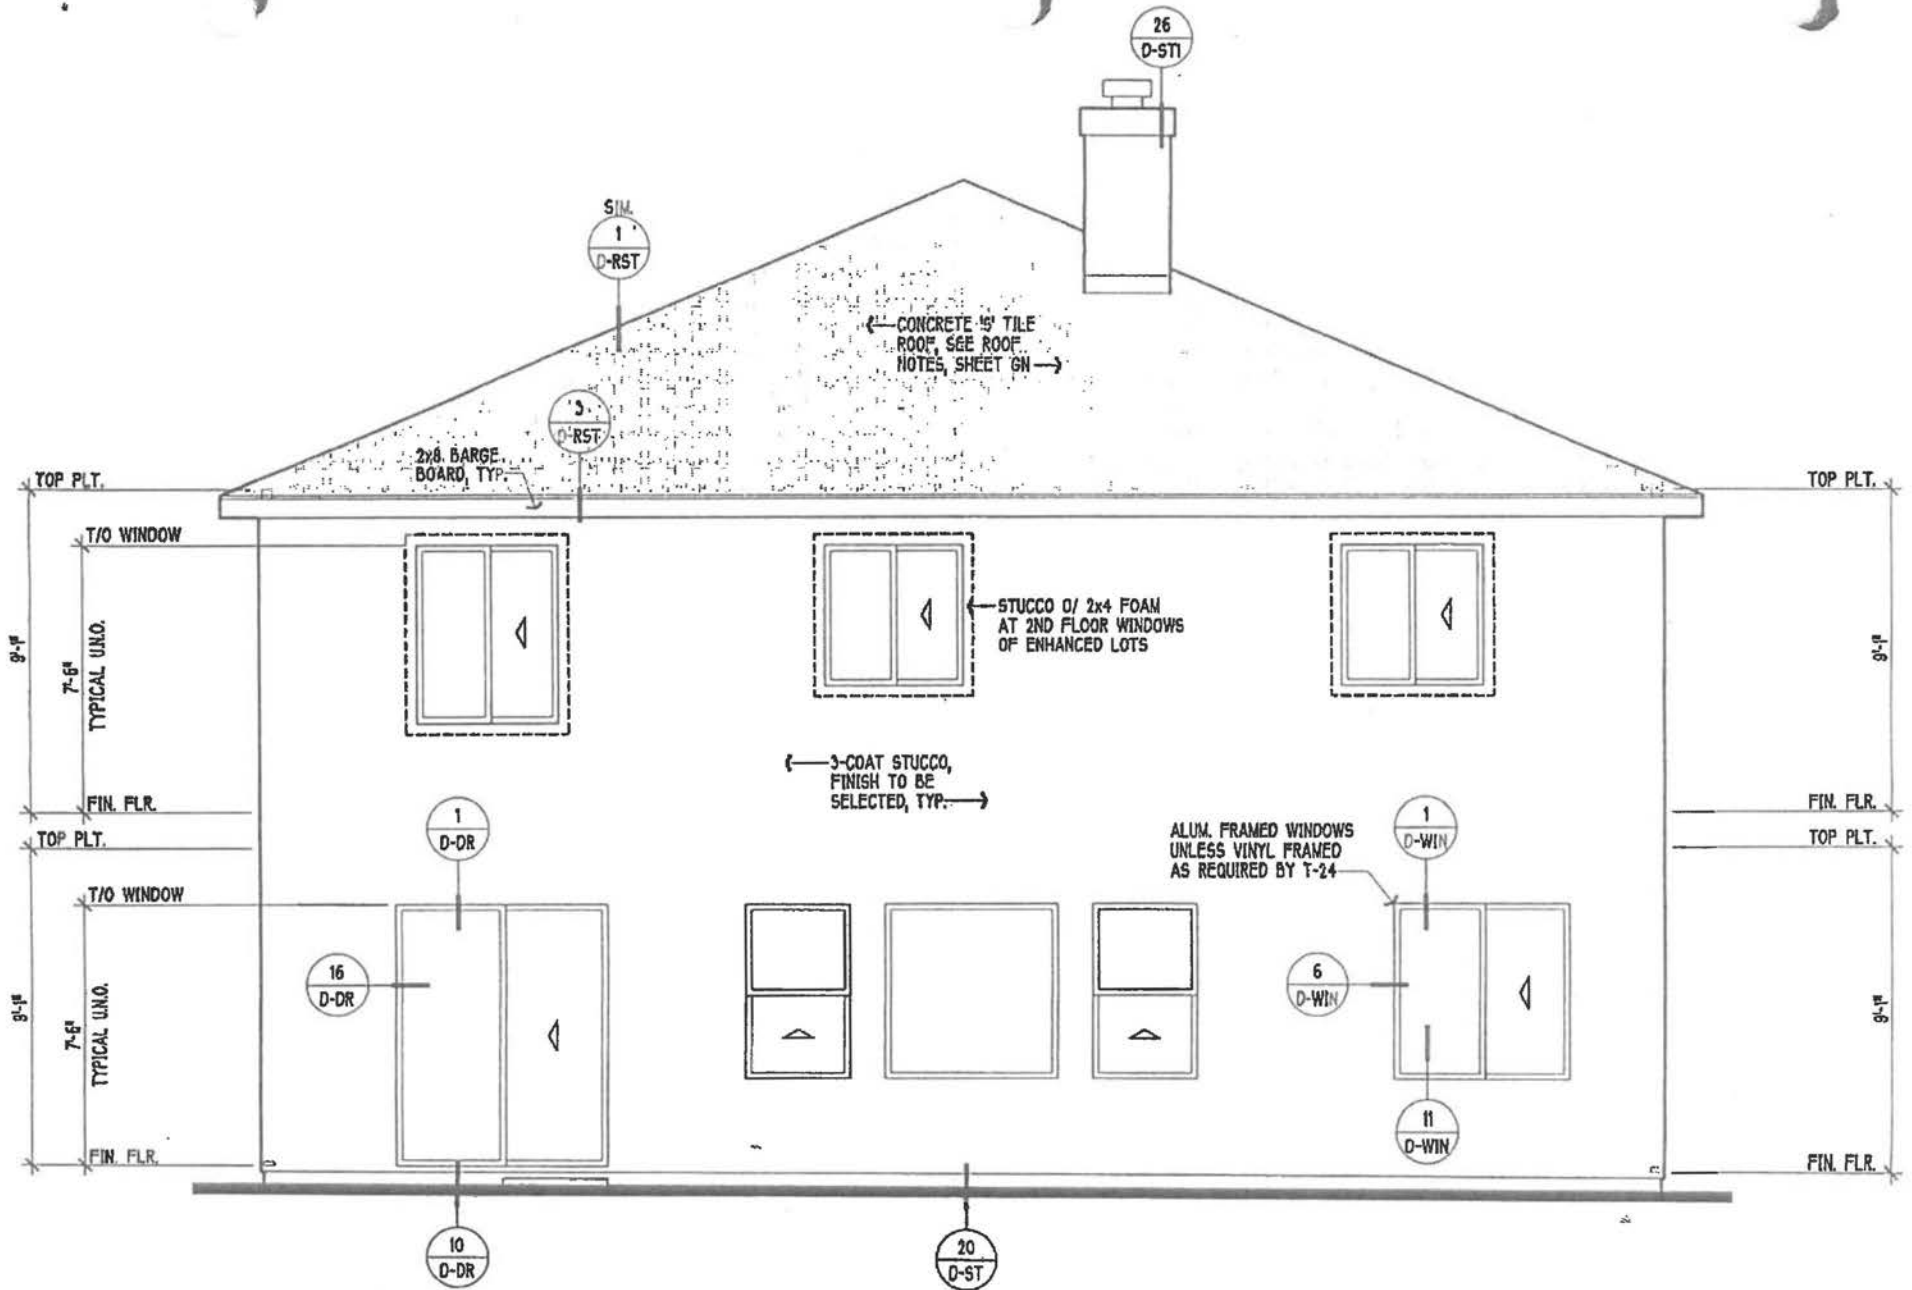 26
D-STI
SIM.
1
D-RST
CONCRETE 'S' TILE
ROOF, SEE ROOF
NOTES, SHEET GN
3
D-RST
2x8 BARGE
BOARD, TYP.
TOP PLT.
TOP PLT.
T/O WINDOW
9'-1"
7'-6"
TYPICAL U.N.O.
STUCCO O/ 2x4 FOAM
AT 2ND FLOOR WINDOWS
OF ENHANCED LOTS
9'-1"
3-COAT STUCCO,
FINISH TO BE
SELECTED, TYP.
FIN. FLR.
FIN. FLR.
TOP PLT.
TOP PLT.
1
D-DR
ALUM. FRAMED WINDOWS
UNLESS VINYL FRAMED
AS REQUIRED BY T-24
1
D-WIN
T/O WINDOW
9'-1"
7'-6"
TYPICAL U.N.O.
16
D-DR
6
D-WIN
9'-1"
11
D-WIN
FIN. FLR.
FIN. FLR.
10
D-DR
20
D-ST